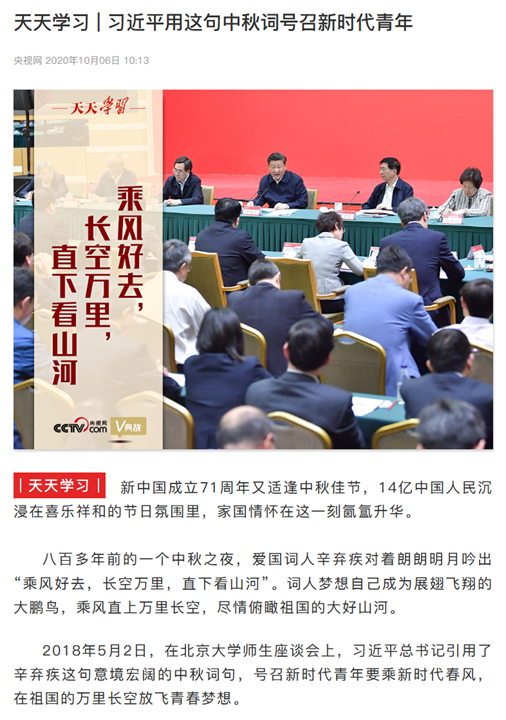 天天学习 | 习近平用这句中秋词号召新时代青年
央视网 2020年10月06日 10:13
天天学習
乘风好去，
长空万里，
直下看山河
CCTV.com 央视网
V典故
| 天天学习 | 新中国成立71周年又适逢中秋佳节，14亿中国人民沉
浸在喜乐祥和的节日氛围里，家国情怀在这一刻氤氲升华。
八百多年前的一个中秋之夜，爱国词人辛弃疾对着朗朗明月吟出
“乘风好去，长空万里，直下看山河”。词人梦想自己成为展翅飞翔的
大鹏鸟，乘风直上万里长空，尽情俯瞰祖国的大好山河。
2018年5月2日，在北京大学师生座谈会上，习近平总书记引用了
辛弃疾这句意境宏阔的中秋词句，号召新时代青年要乘新时代春风，
在祖国的万里长空放飞青春梦想。